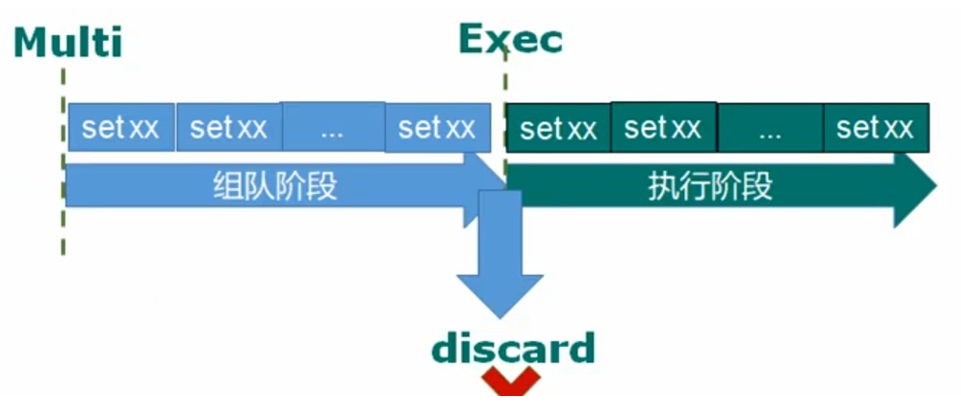 Multi Exec
set xx set xx ... set xx set xx set xx ... set xx
组队阶段 执行阶段
discard